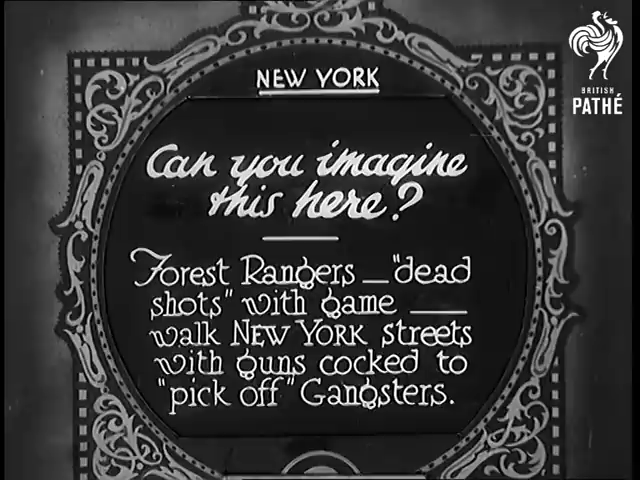 NEW YORK
BRITISH
PATHÉ
Can you imagine
this here?
Forest Rangers — "dead
shots" with game —
walk NEW YORK streets
with guns cocked to
"pick off" Gangsters.